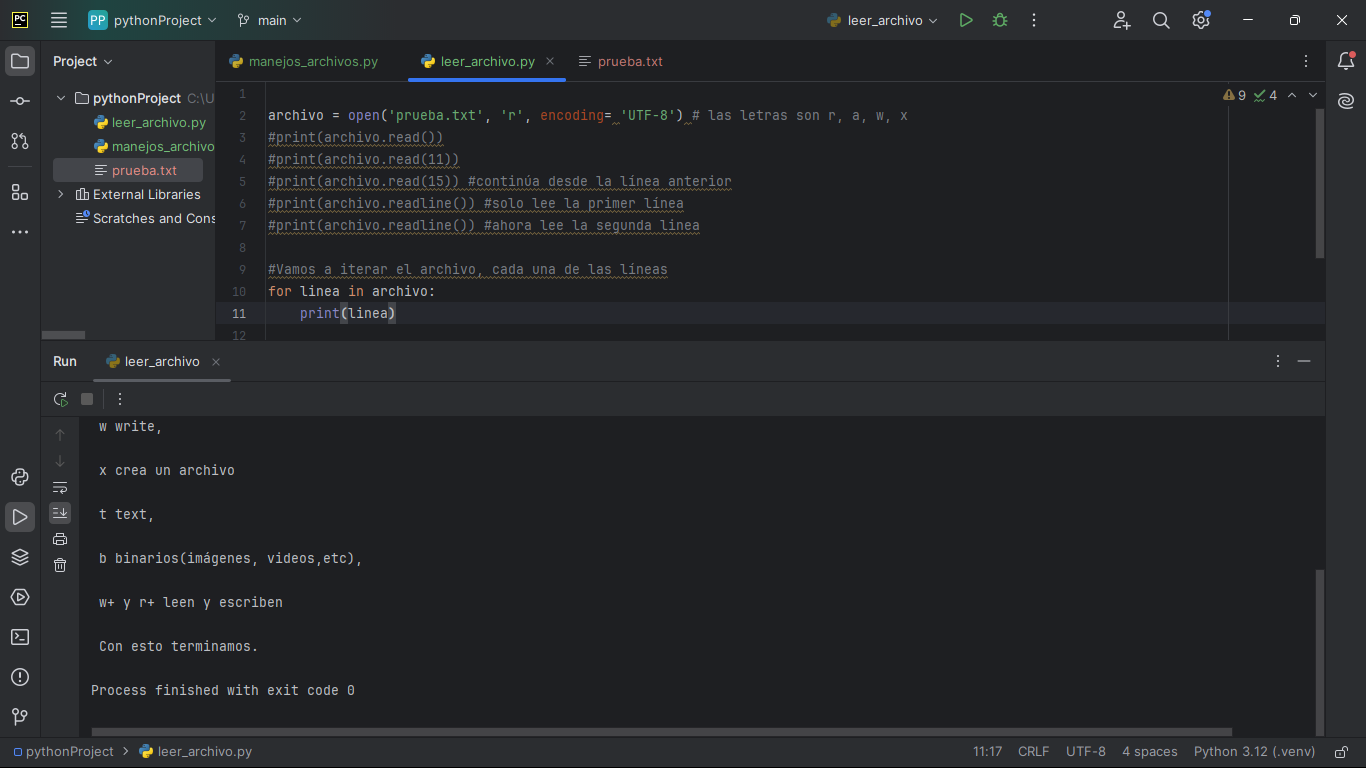 PC PP pythonProject main leer_archivo
Project manejos_archivos.py leer_archivo.py prueba.txt
pythonProject C:\U
leer_archivo.py
manejos_archivo
prueba.txt
External Libraries
Scratches and Cons
9 4
1
2 archivo = open('prueba.txt', 'r', encoding= 'UTF-8') # las letras son r, a, w, x
3 #print(archivo.read())
4 #print(archivo.read(11))
5 #print(archivo.read(15)) #continúa desde la línea anterior
6 #print(archivo.readline()) #solo lee la primer línea
7 #print(archivo.readline()) #ahora lee la segunda línea
8
9 #Vamos a iterar el archivo, cada una de las líneas
10 for linea in archivo:
11 print(linea)
12
Run leer_archivo
w write,
x crea un archivo
t text,
b binarios(imágenes, videos,etc),
w+ y r+ leen y escriben
Con esto terminamos.
Process finished with exit code 0
pythonProject > leer_archivo.py 11:17 CRLF UTF-8 4 spaces Python 3.12 (.venv)